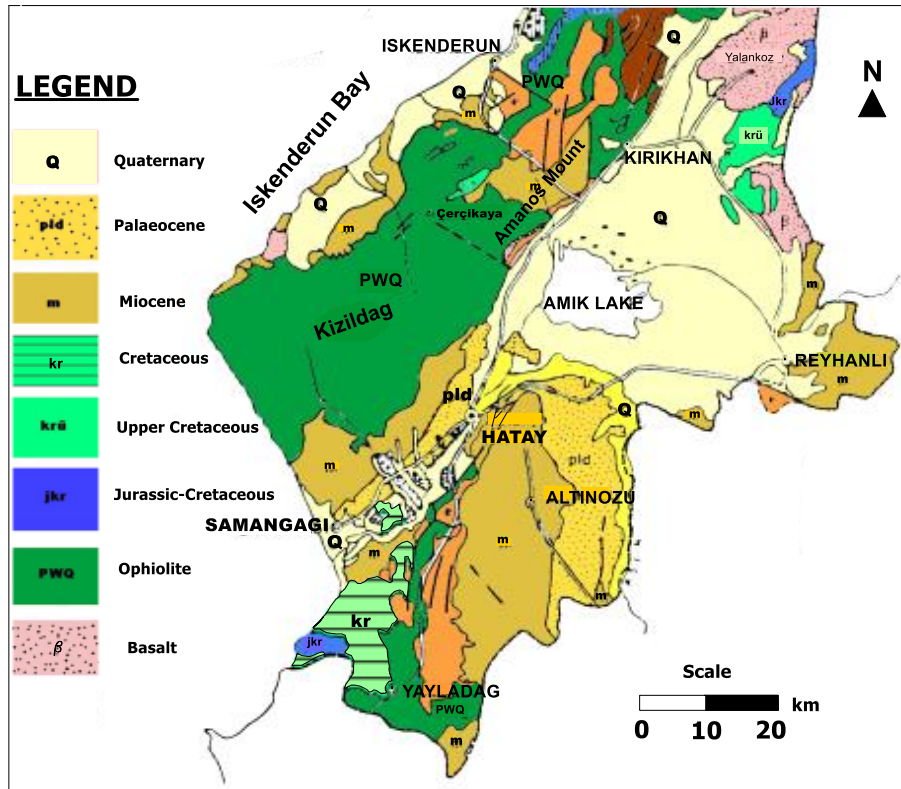 LEGEND
Q Quaternary
pld Palaeocene
m Miocene
kr Cretaceous
krü Upper Cretaceous
jkr Jurassic-Cretaceous
PWQ Ophiolite
β Basalt
ISKENDERUN
Q
β
Yalankoz
N
PWQ
Q
m
Jkr
krü
Iskenderun Bay
KIRIKHAN
m
Amanos Mount
Q
Çerçikaya
Q
m
β
PWQ
m
AMIK LAKE
Kizildag
REYHANLI
m
pld
Q
m
HATAY
pld
m
ALTINOZU
SAMANGAGI
Q
m
m
m
kr
jkr
YAYLADAG
PWQ
m
Scale
km
0 10 20